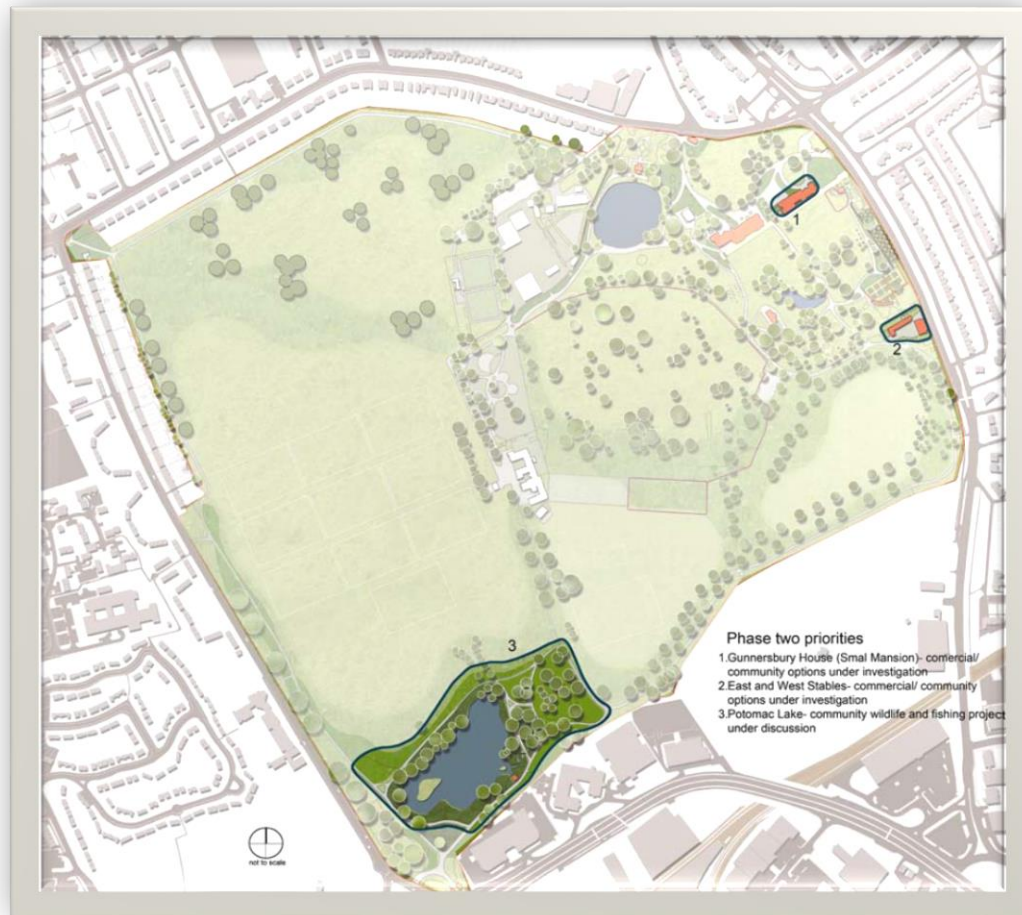 1
2
3
Phase two priorities
1.Gunnersbury House (Smal Mansion)- comercial/
community options under investigation
2.East and West Stables- commercial/ community
options under investigation
3.Potomac Lake- community wildlife and fishing project
under discussion
not to scale